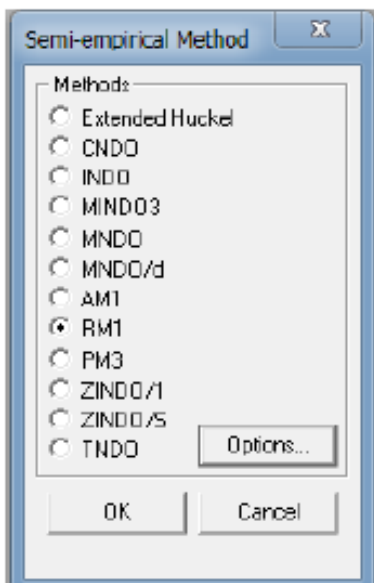 Semi-empirical Method
Methods
Extended Huckel
CNDO
INDO
MINDO3
MNDO
MNDO/d
AM1
RM1
PM3
ZINDO/1
ZINDO/S
TNDO
Options...
OK
Cancel